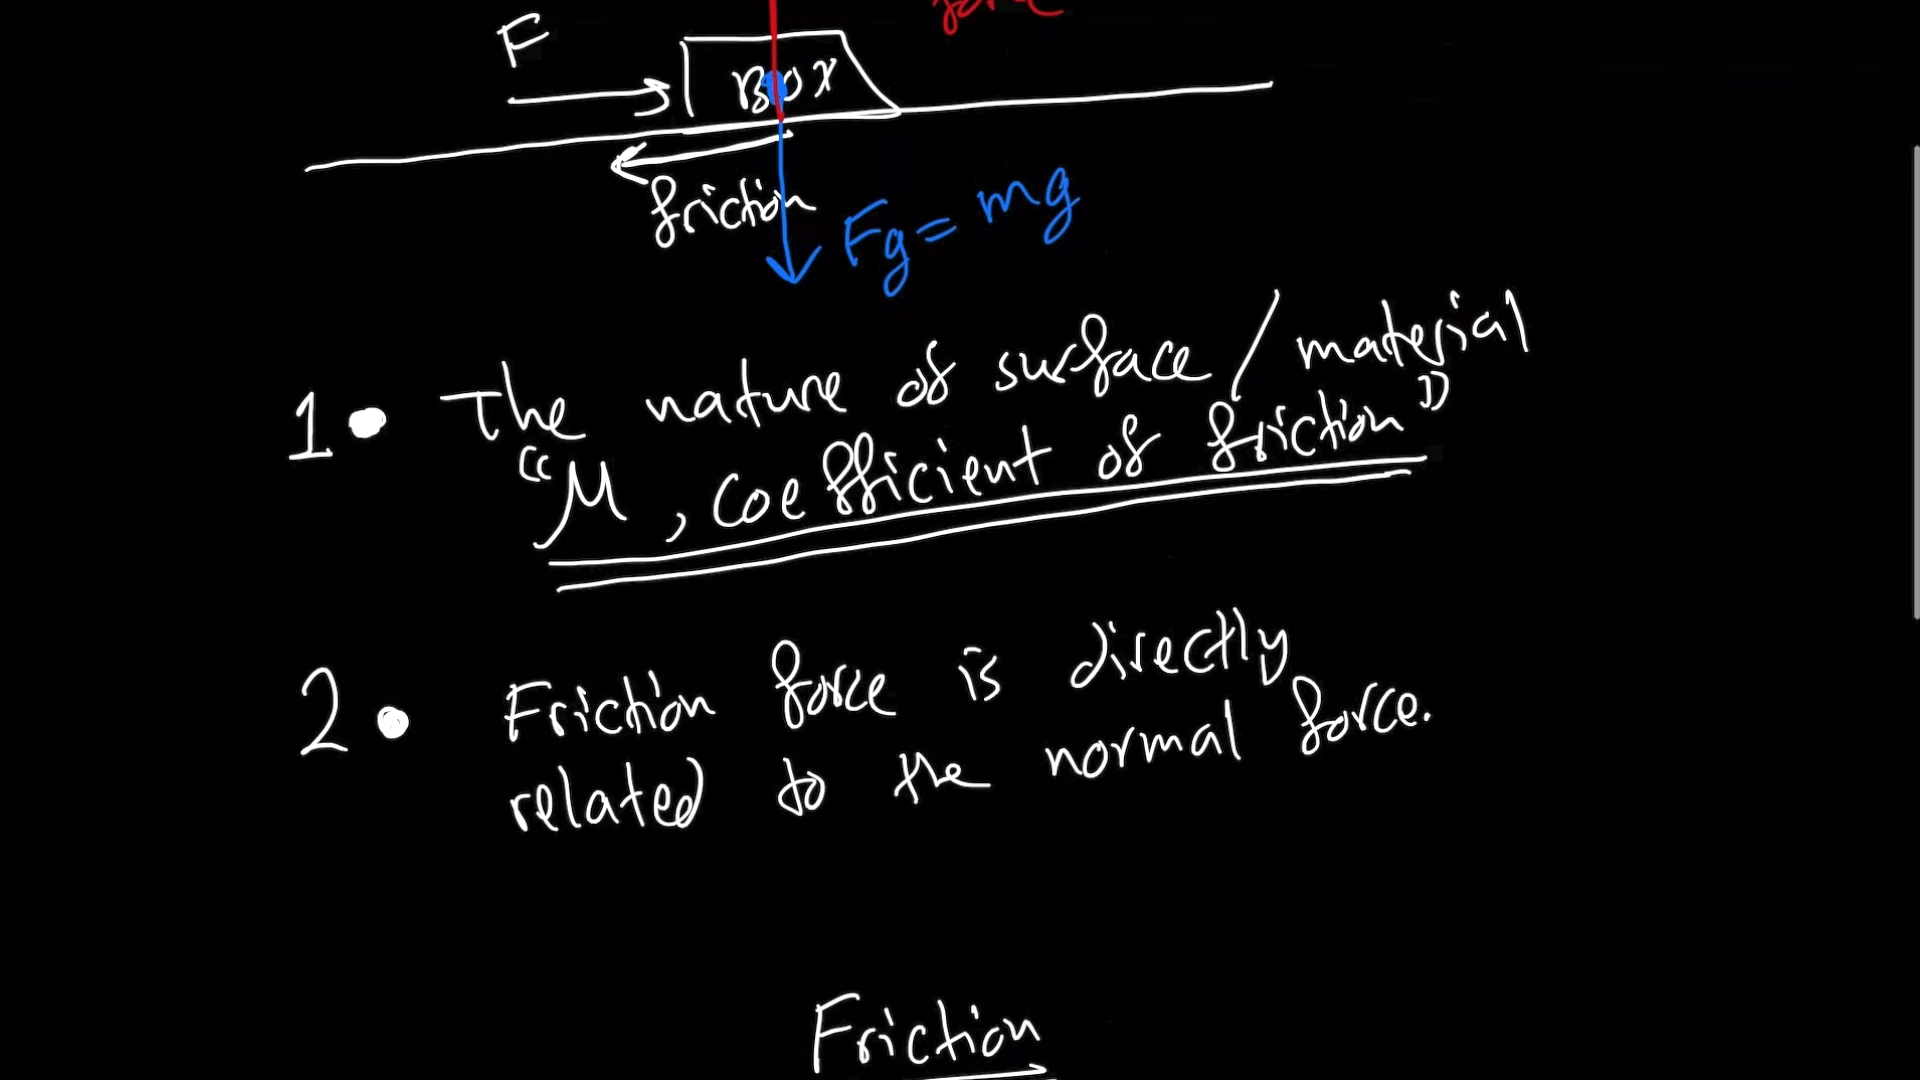 F
BOX
friction
Fg = mg
1. The nature of surface / material
"μ, coefficient of friction"
2. Friction force is directly
related to the normal force.
Friction